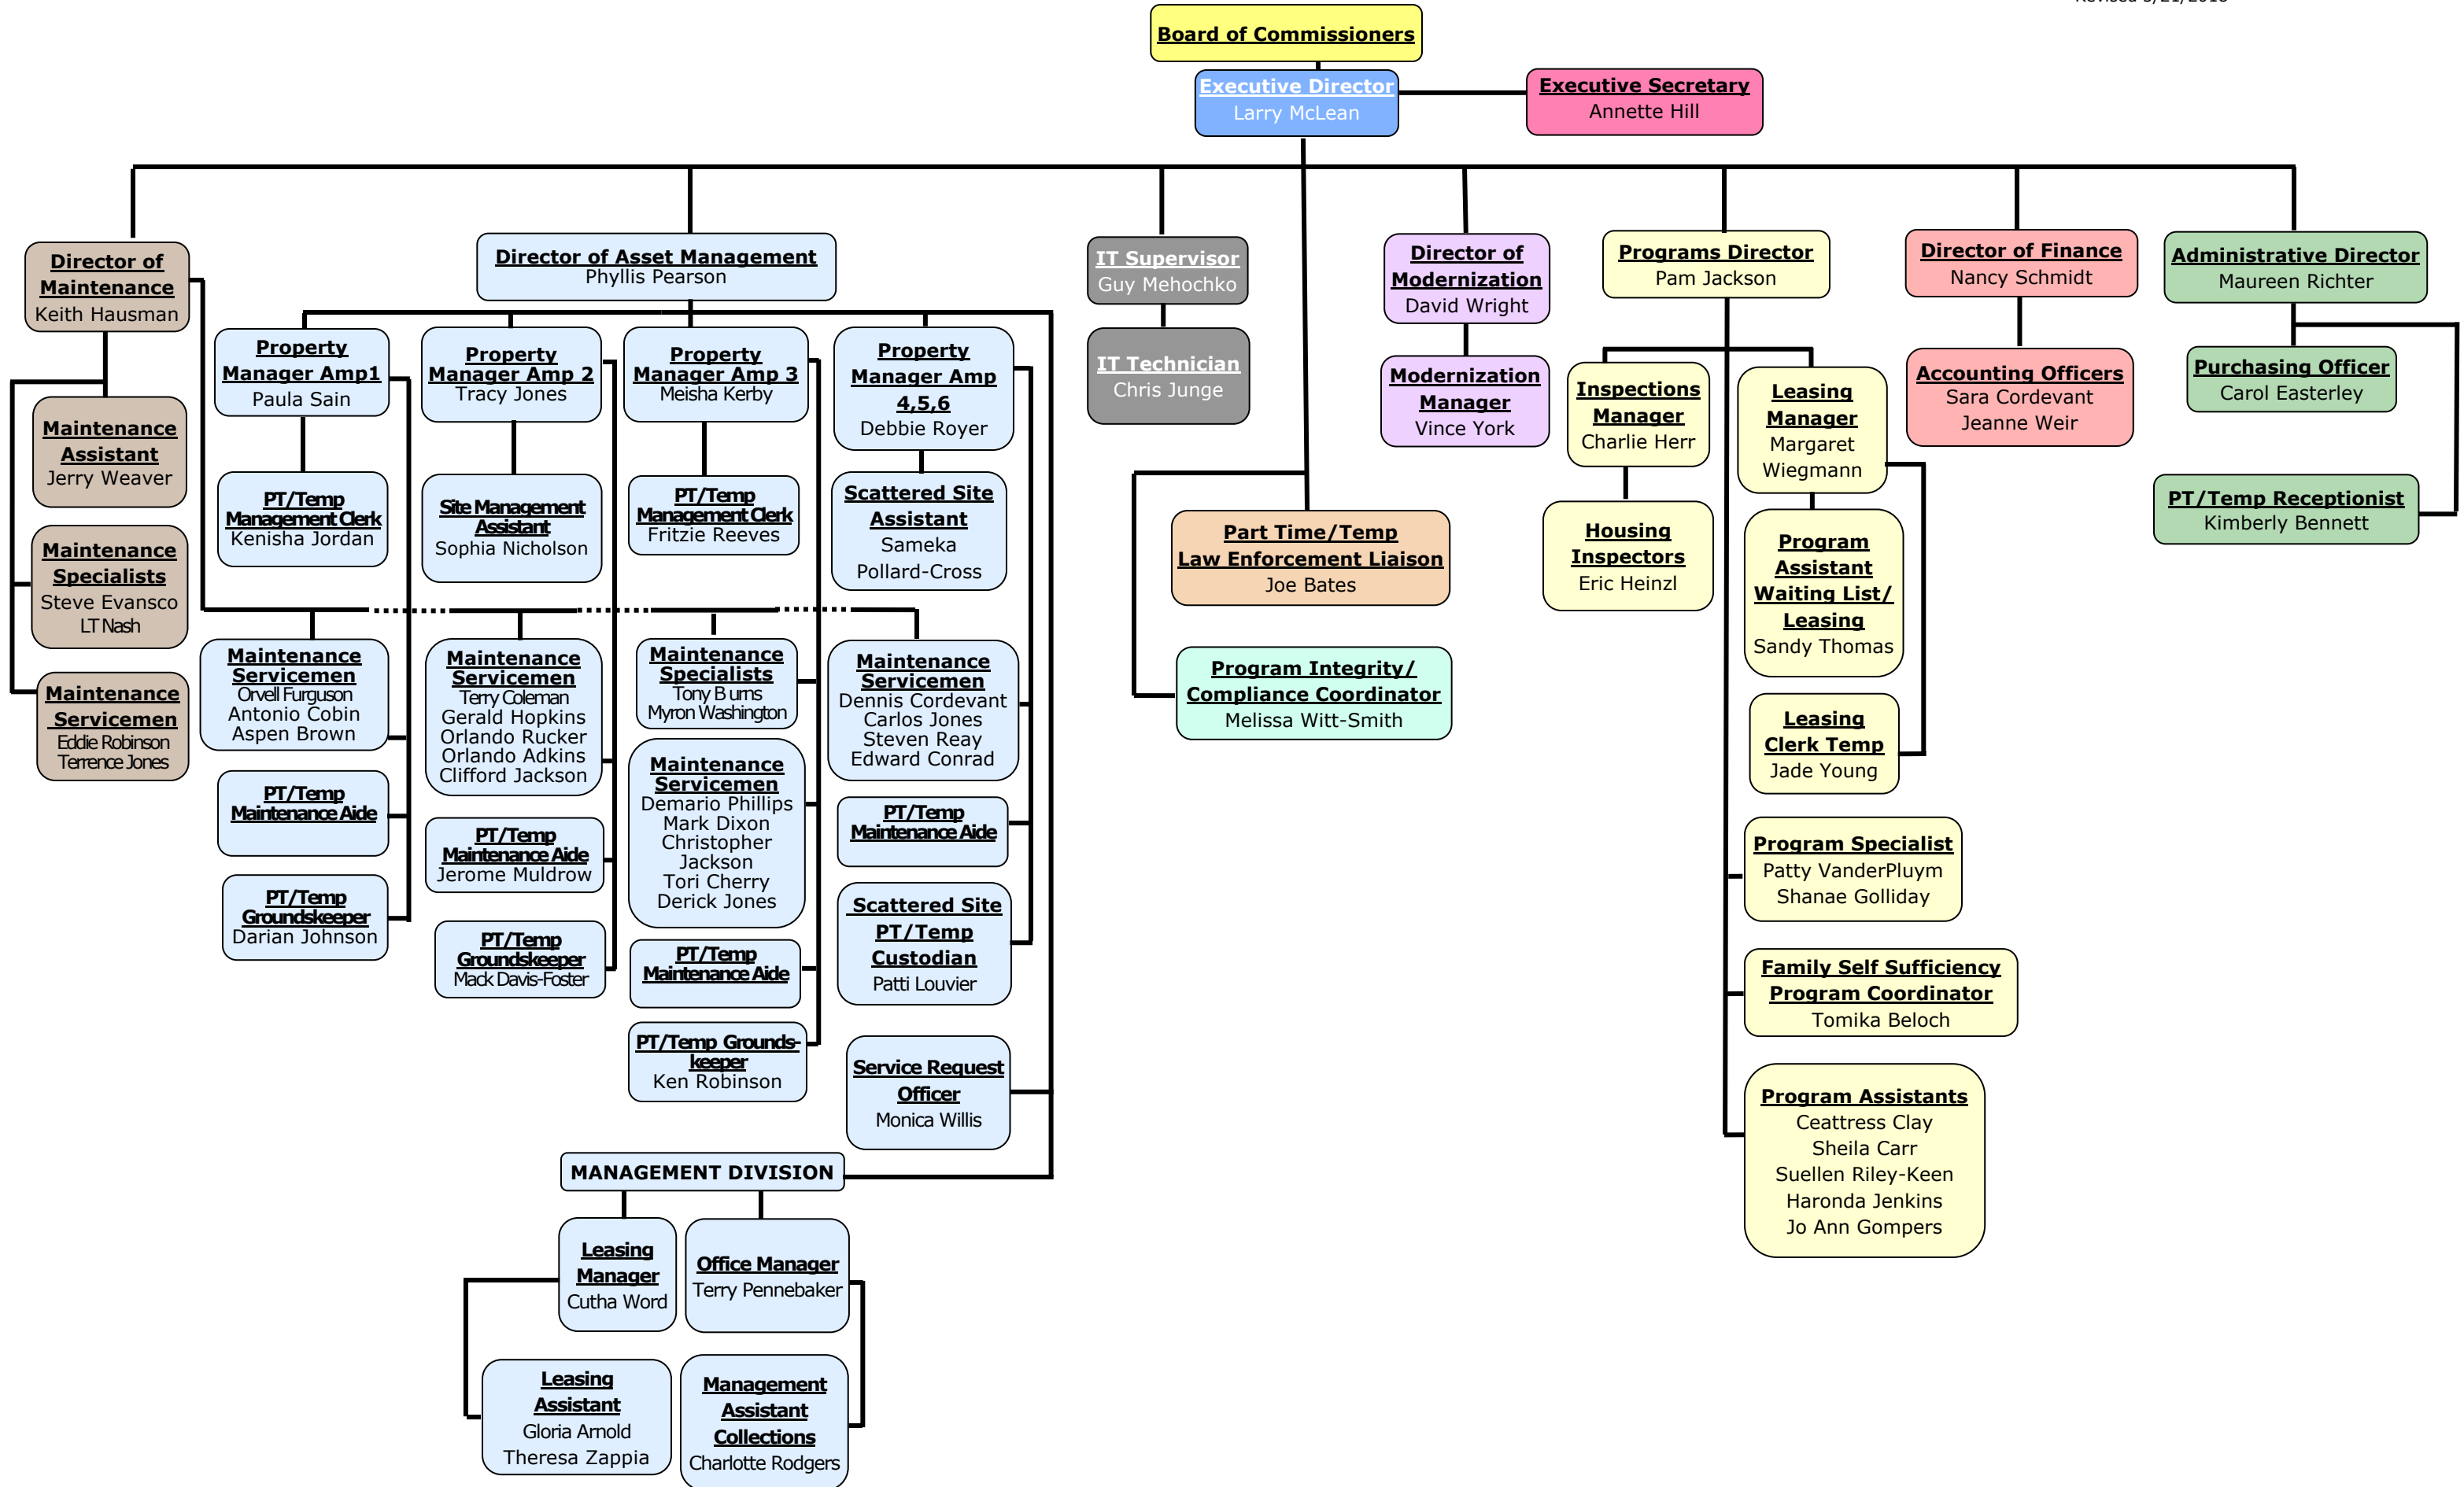 Board of Commissioners
Executive Director
Larry McLean
Executive Secretary
Annette Hill
Director of
Maintenance
Keith Hausman
Maintenance
Assistant
Jerry Weaver
Maintenance
Specialists
Steve Evansco
LT Nash
Maintenance
Servicemen
Eddie Robinson
Terrence Jones
Director of Asset Management
Phyllis Pearson
Property
Manager Amp1
Paula Sain
PT/Temp
Management Clerk
Kenisha Jordan
Maintenance
Servicemen
Orvell Furguson
Antonio Cobin
Aspen Brown
PT/Temp
Maintenance Aide
PT/Temp
Groundskeeper
Darian Johnson
Property
Manager Amp 2
Tracy Jones
Site Management
Assistant
Sophia Nicholson
Maintenance
Servicemen
Terry Coleman
Gerald Hopkins
Orlando Rucker
Orlando Adkins
Clifford Jackson
PT/Temp
Maintenance Aide
Jerome Muldrow
PT/Temp
Groundskeeper
Mack Davis-Foster
Property
Manager Amp 3
Meisha Kerby
PT/Temp
Management Clerk
Fritzie Reeves
Maintenance
Specialists
Tony Burns
Myron Washington
Maintenance
Servicemen
Demario Phillips
Mark Dixon
Christopher
Jackson
Tori Cherry
Derick Jones
PT/Temp
Maintenance Aide
PT/Temp Grounds-
keeper
Ken Robinson
Property
Manager Amp
4,5,6
Debbie Royer
Scattered Site
Assistant
Sameka
Pollard-Cross
Maintenance
Servicemen
Dennis Cordevant
Carlos Jones
Steven Reay
Edward Conrad
PT/Temp
Maintenance Aide
Scattered Site
PT/Temp
Custodian
Patti Louvier
Service Request
Officer
Monica Willis
MANAGEMENT DIVISION
Leasing
Manager
Cutha Word
Office Manager
Terry Pennebaker
Leasing
Assistant
Gloria Arnold
Theresa Zappia
Management
Assistant
Collections
Charlotte Rodgers
IT Supervisor
Guy Mehochko
IT Technician
Chris Junge
Part Time/Temp
Law Enforcement Liaison
Joe Bates
Program Integrity/
Compliance Coordinator
Melissa Witt-Smith
Director of
Modernization
David Wright
Modernization
Manager
Vince York
Programs Director
Pam Jackson
Inspections
Manager
Charlie Herr
Housing
Inspectors
Eric Heinzl
Leasing
Manager
Margaret
Wiegmann
Program
Assistant
Waiting List/
Leasing
Sandy Thomas
Leasing
Clerk Temp
Jade Young
Program Specialist
Patty VanderPluym
Shanae Golliday
Family Self Sufficiency
Program Coordinator
Tomika Beloch
Program Assistants
Ceattress Clay
Sheila Carr
Suellen Riley-Keen
Haronda Jenkins
Jo Ann Gompers
Director of Finance
Nancy Schmidt
Accounting Officers
Sara Cordevant
Jeanne Weir
Administrative Director
Maureen Richter
Purchasing Officer
Carol Easterley
PT/Temp Receptionist
Kimberly Bennett